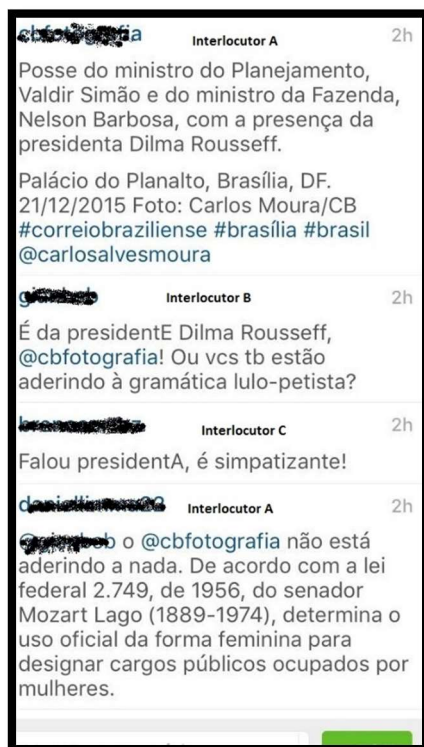 Interlocutor A 2h
Posse do ministro do Planejamento,
Valdir Simão e do ministro da Fazenda,
Nelson Barbosa, com a presença da
presidenta Dilma Rousseff.
Palácio do Planalto, Brasília, DF.
21/12/2015 Foto: Carlos Moura/CB
#correiobraziliense #brasília #brasil
@carlosalvesmoura
Interlocutor B 2h
É da presidentE Dilma Rousseff,
@cbfotografia! Ou vcs tb estão
aderindo à gramática lulo-petista?
Interlocutor C 2h
Falou presidentA, é simpatizante!
Interlocutor A 2h
o @cbfotografia não está
aderindo a nada. De acordo com a lei
federal 2.749, de 1956, do senador
Mozart Lago (1889-1974), determina o
uso oficial da forma feminina para
designar cargos públicos ocupados por
mulheres.